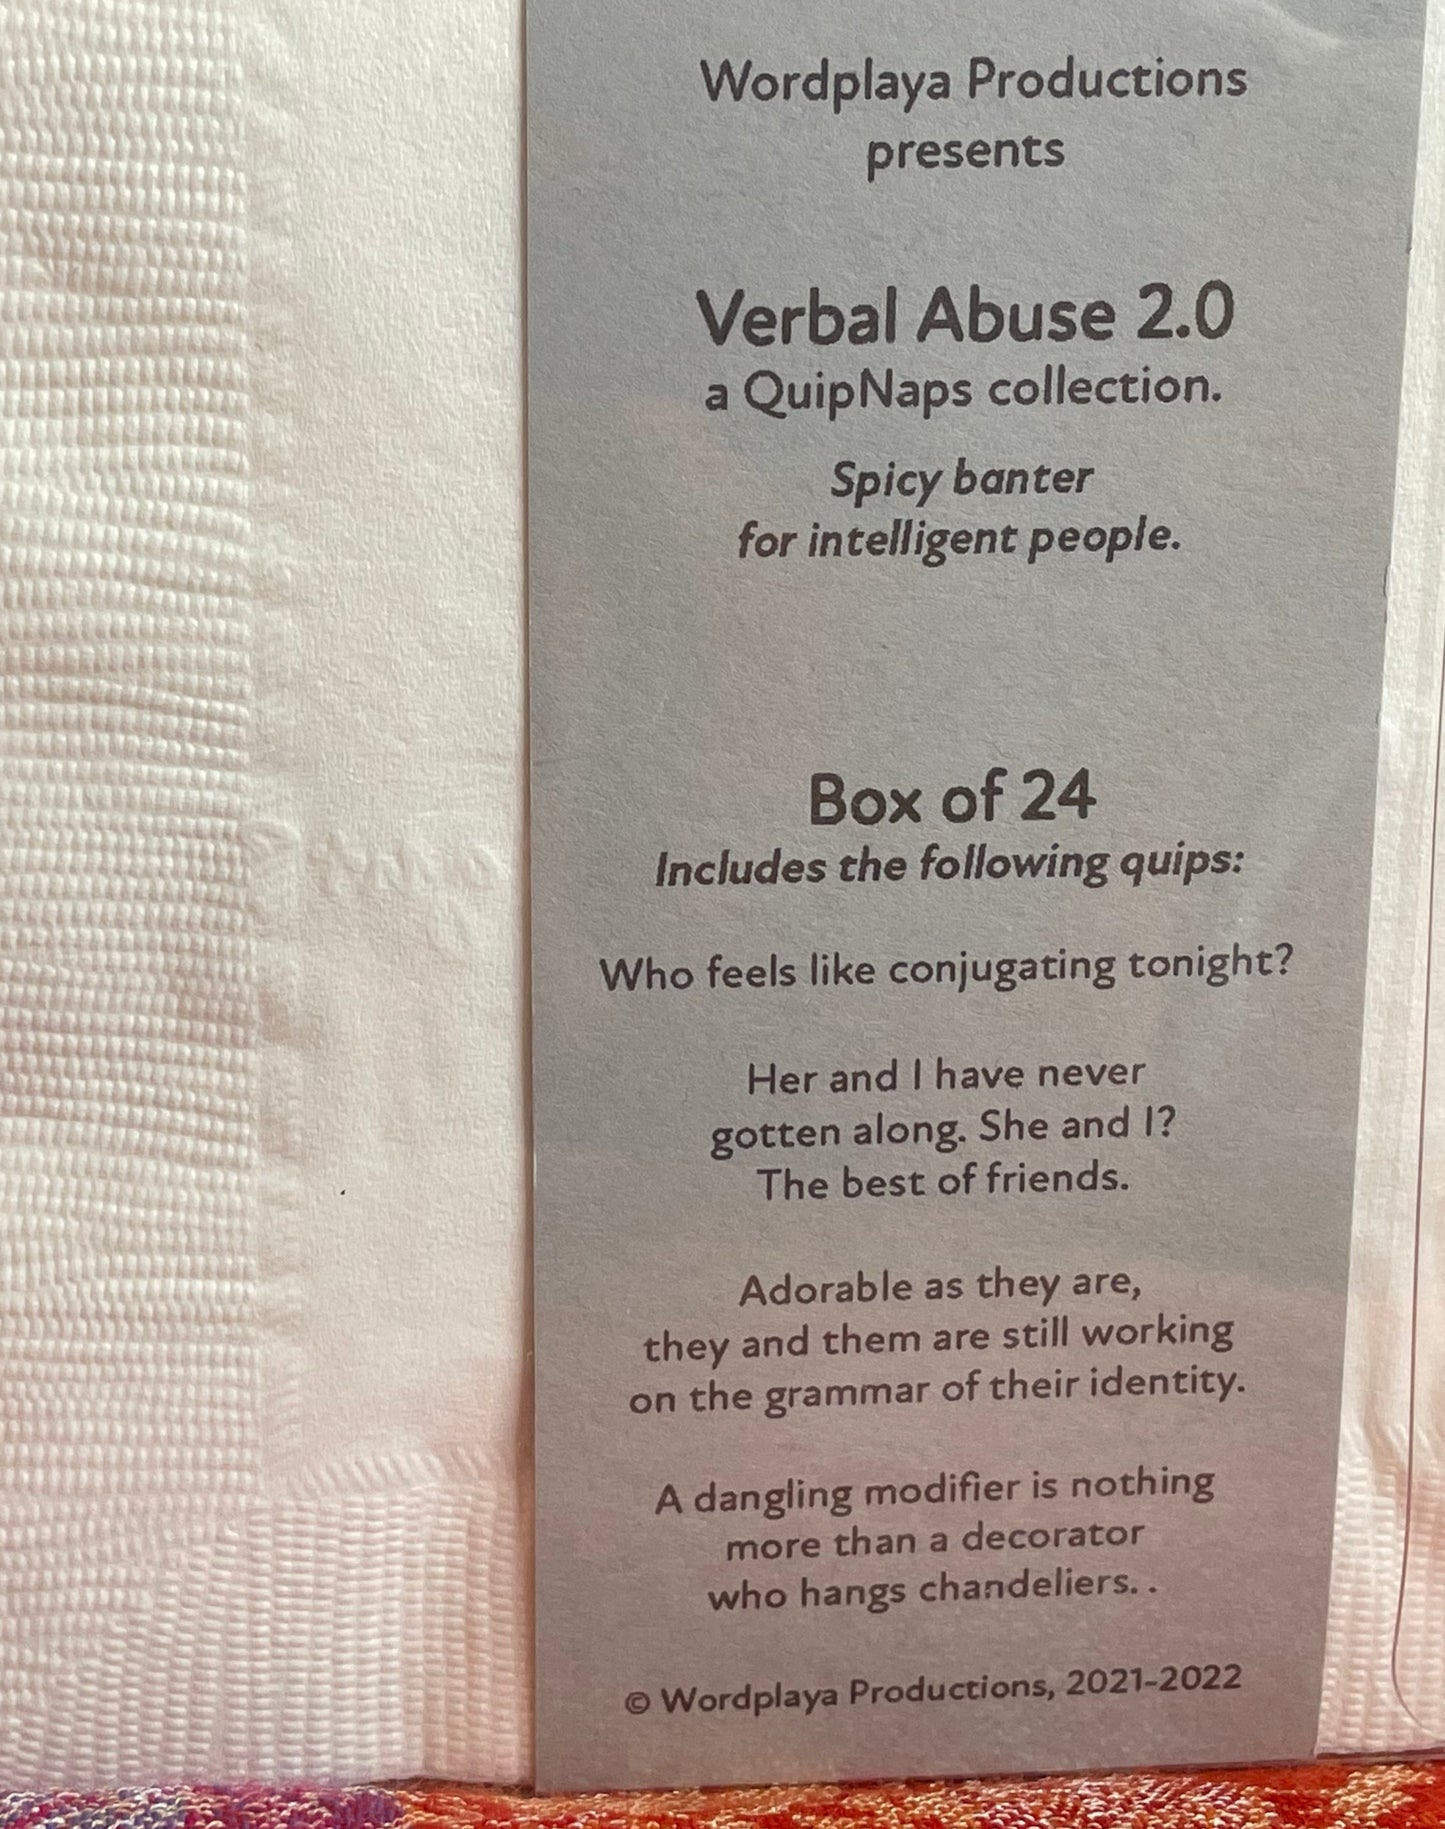 Wordplaya Productions
presents
Verbal Abuse 2.0
a QuipNaps collection.
Spicy banter
for intelligent people.
Box of 24
Includes the following quips:
Who feels like conjugating tonight?
Her and I have never
gotten along. She and I?
The best of friends.
Adorable as they are,
they and them are still working
on the grammar of their identity.
A dangling modifier is nothing
more than a decorator
who hangs chandeliers. .
© Wordplaya Productions, 2021-2022